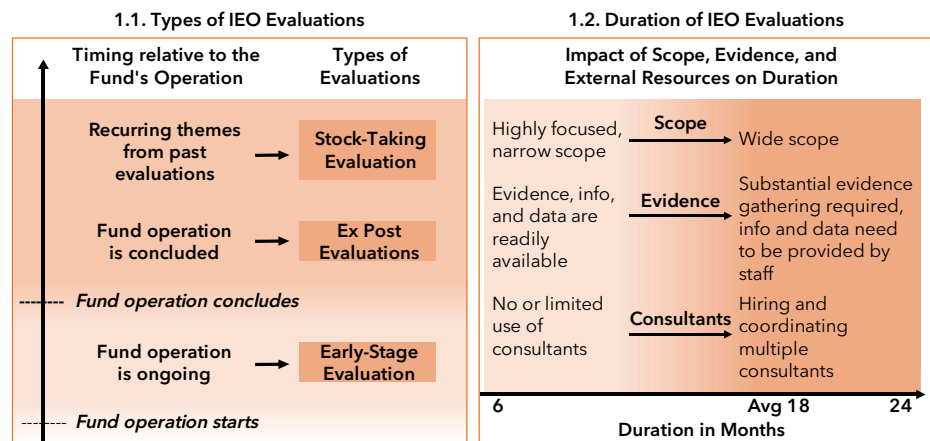 1.1. Types of IEO Evaluations
Timing relative to the
Fund's Operation
Types of
Evaluations
Recurring themes
from past
evaluations
Stock-Taking
Evaluation
Fund operation
is concluded
Ex Post
Evaluations
Fund operation concludes
Fund operation
is ongoing
Early-Stage
Evaluation
Fund operation starts
1.2. Duration of IEO Evaluations
Impact of Scope, Evidence, and
External Resources on Duration
Highly focused,
narrow scope
Scope
Wide scope
Evidence, info,
and data are
readily
available
Evidence
Substantial evidence
gathering required,
info and data need
to be provided by
staff
No or limited
use of
consultants
Consultants
Hiring and
coordinating
multiple
consultants
6
Avg 18
24
Duration in Months